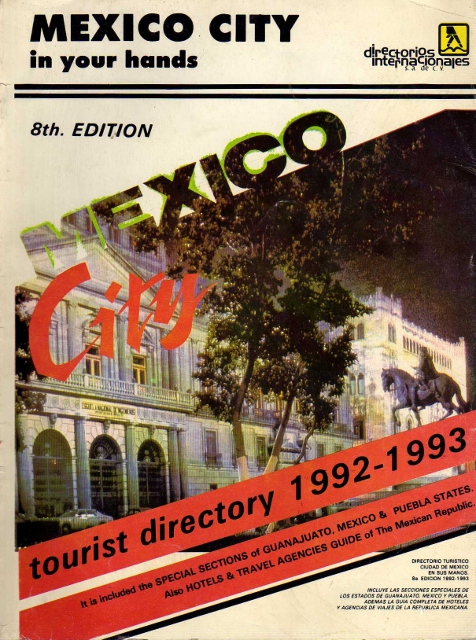 MEXICO CITY
in your hands
directorios
internacionales
s.a. de c.v.
8th. EDITION
MEXICO
City
tourist directory 1992-1993
It is included the SPECIAL SECTIONS of GUANAJUATO, MEXICO & PUEBLA STATES.
Also HOTELS & TRAVEL AGENCIES GUIDE of The Mexican Republic.
DIRECTORIO TURISTICO
CIUDAD DE MEXICO
EN SUS MANOS.
8a EDICION 1992-1993
INCLUYE LAS SECCIONES ESPECIALES DE
LOS ESTADOS DE GUANAJUATO, MEXICO Y PUEBLA.
ADEMAS LA GUIA COMPLETA DE HOTELES
Y AGENCIAS DE VIAJES DE LA REPUBLICA MEXICANA.